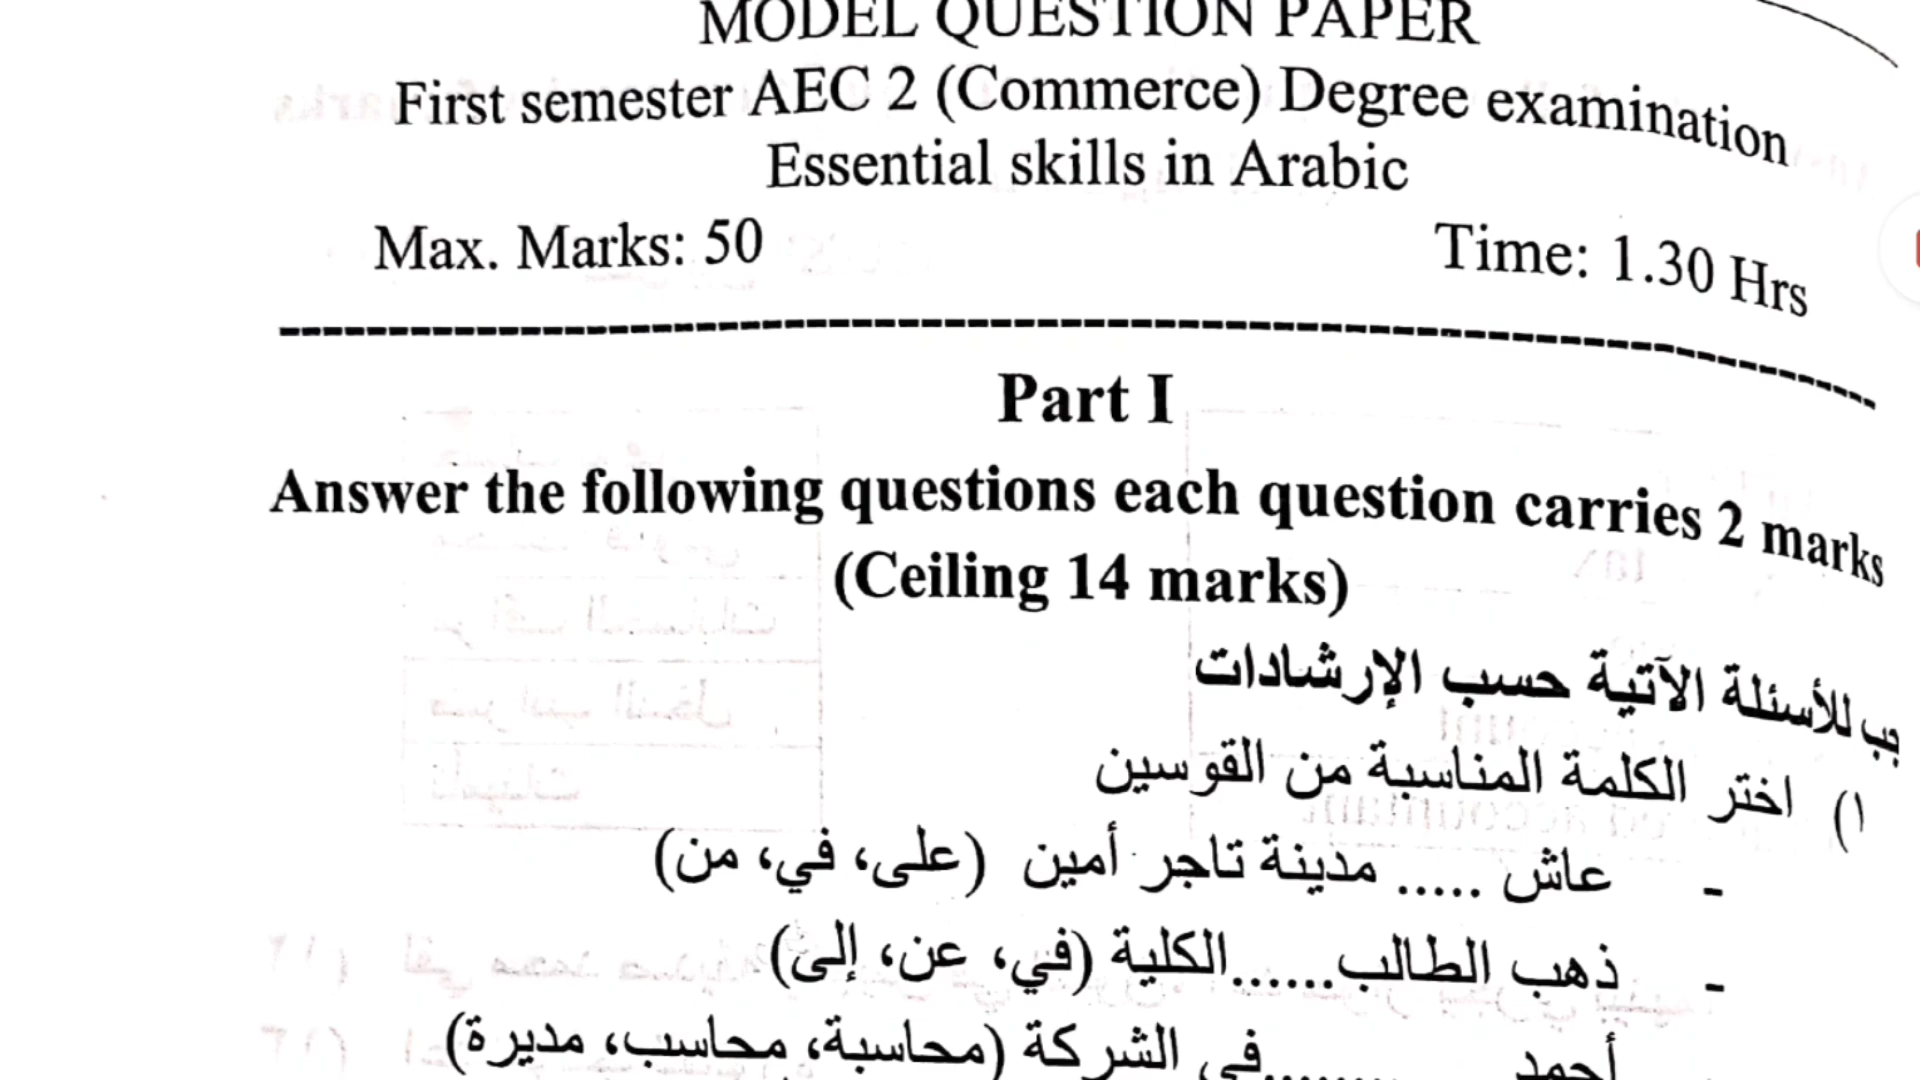 MODEL QUESTION PAPER
First semester AEC 2 (Commerce) Degree examination
Essential skills in Arabic
Max. Marks: 50 Time: 1.30 Hrs
Part I
Answer the following questions each question carries 2 marks
(Ceiling 14 marks)
للأسئلة الآتية حسب الإرشادات
١) اختر الكلمة المناسبة من القوسين
- عاش ..... مدينة تاجر أمين (على، في، من)
- ذهب الطالب......الكلية (في، عن، إلى)
أحمد ........في الشركة (محاسبة، محاسب، مديرة)